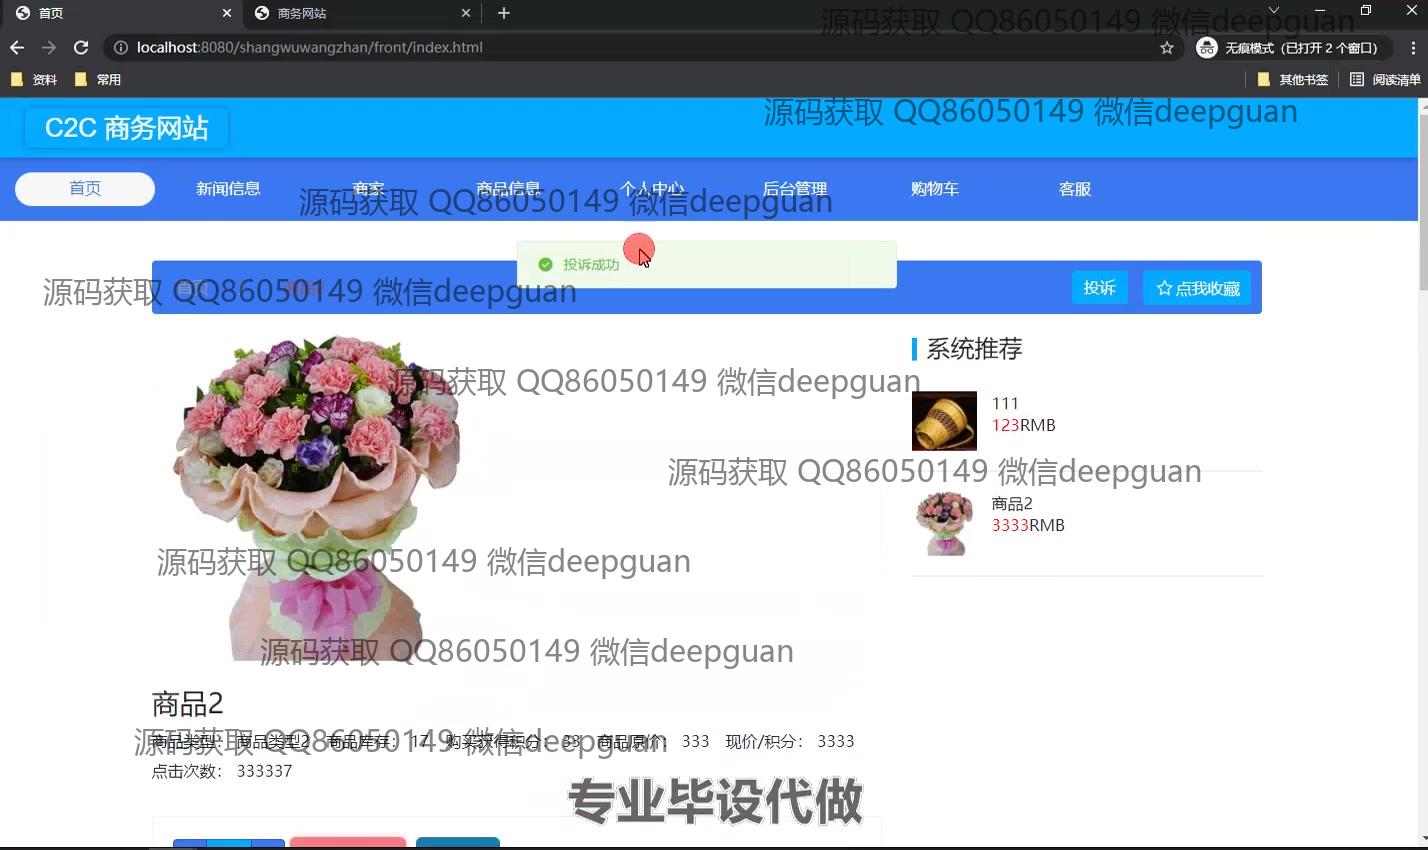 首页
商务网站
源码获取 QQ86050149 微信deepguan
localhost:8080/shangwuwangzhan/front/index.html
无痕模式（已打开 2 个窗口）
资料 常用 其他书签 阅读清单
源码获取 QQ86050149 微信deepguan
C2C 商务网站
首页 新闻信息 商家 商品信息 个人中心 后台管理 购物车 客服
源码获取 QQ86050149 微信deepguan
投诉成功
首页
投诉 点我收藏
源码获取 QQ86050149 微信deepguan
系统推荐
源码获取 QQ86050149 微信deepguan
111
123RMB
源码获取 QQ86050149 微信deepguan
商品2
3333RMB
源码获取 QQ86050149 微信deepguan
源码获取 QQ86050149 微信deepguan
商品2
商品类型： 商品类型2 商品库存： 17 购买获得积分： 33 商品原价： 333 现价/积分： 3333
源码获取 QQ86050149 微信deepguan
点击次数： 333337
专业毕设代做